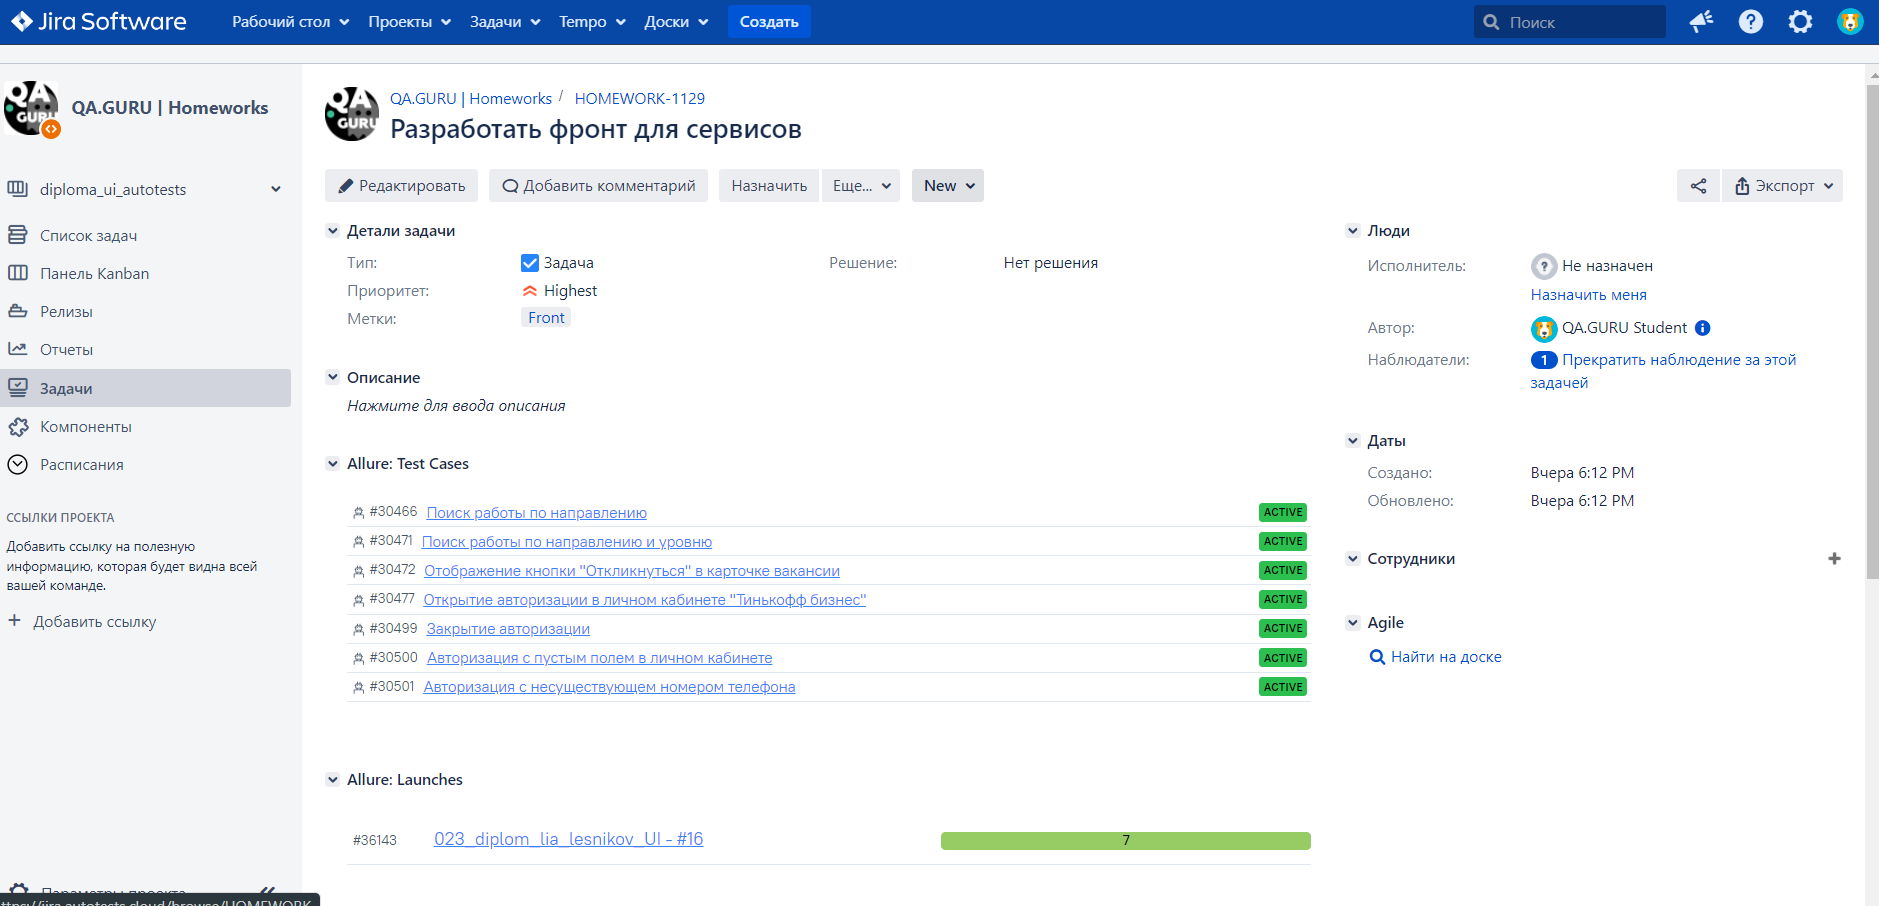 Jira Software
Рабочий стол Проекты Задачи Tempo Доски Создать Поиск
QA.GURU | Homeworks
diploma_ui_autotests
Список задач
Панель Kanban
Релизы
Отчеты
Задачи
Компоненты
Расписания
ССЫЛКИ ПРОЕКТА
Добавить ссылку на полезную
информацию, которая будет видна всей
вашей команде.
+ Добавить ссылку
Параметры проекта
QA.GURU | Homeworks / HOMEWORK-1129
Разработать фронт для сервисов
Редактировать Добавить комментарий Назначить Еще... New Экспорт
Детали задачи
Тип: Задача Решение: Нет решения
Приоритет: Highest
Метки: Front
Описание
Нажмите для ввода описания
Allure: Test Cases
#30466 Поиск работы по направлению ACTIVE
#30471 Поиск работы по направлению и уровню ACTIVE
#30472 Отображение кнопки "Откликнуться" в карточке вакансии ACTIVE
#30477 Открытие авторизации в личном кабинете "Тинькофф бизнес" ACTIVE
#30499 Закрытие авторизации ACTIVE
#30500 Авторизация с пустым полем в личном кабинете ACTIVE
#30501 Авторизация с несуществующем номером телефона ACTIVE
Allure: Launches
#36143 023_diplom_lia_lesnikov_UI - #16 7
Люди
Исполнитель: Не назначен
Назначить меня
Автор: QA.GURU Student
Наблюдатели: 1 Прекратить наблюдение за этой
задачей
Даты
Создано: Вчера 6:12 PM
Обновлено: Вчера 6:12 PM
Сотрудники +
Agile
Найти на доске
ttps://jira.autotests.cloud/browse/HOMEWORK-
QA GURU
QA GURU